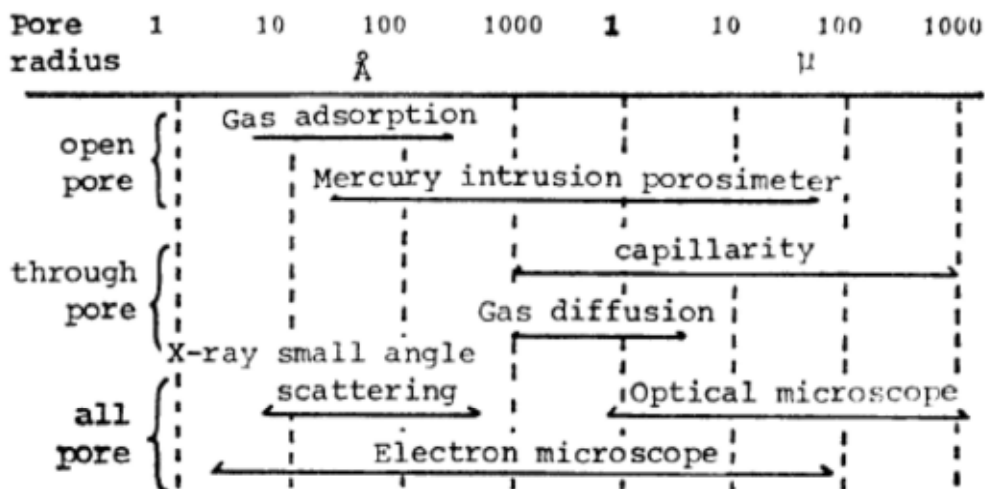 Pore 1 10 100 1000 1 10 100 1000
radius Å μ
Gas adsorption
open
pore
Mercury intrusion porosimeter
capillarity
through
pore
Gas diffusion
X-ray small angle
scattering
Optical microscope
all
pore
Electron microscope